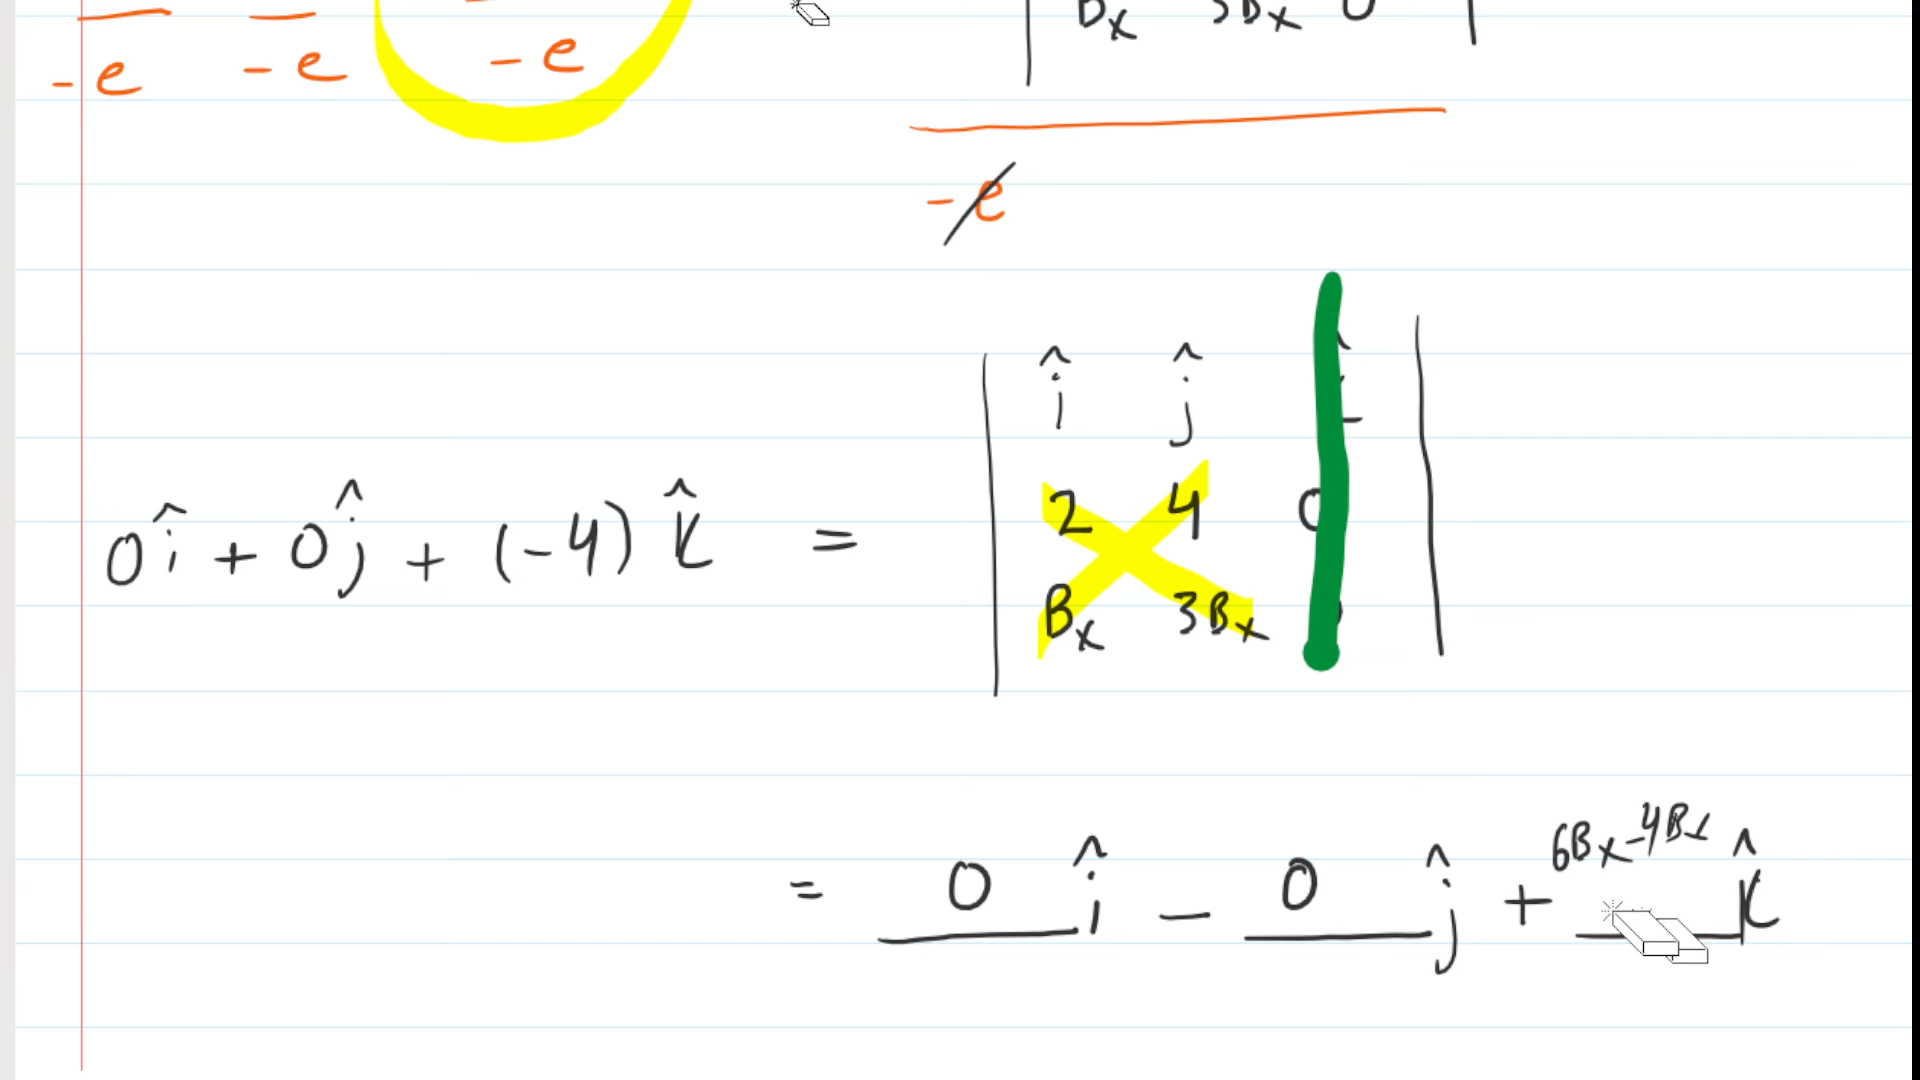 Bx 3Bx 0
-e -e -e
-e
î ĵ
0î + 0ĵ + (-4) k̂ =
2 4 0
Bx 3Bx
6Bx-4Bx
= 0 î - 0 ĵ + k̂